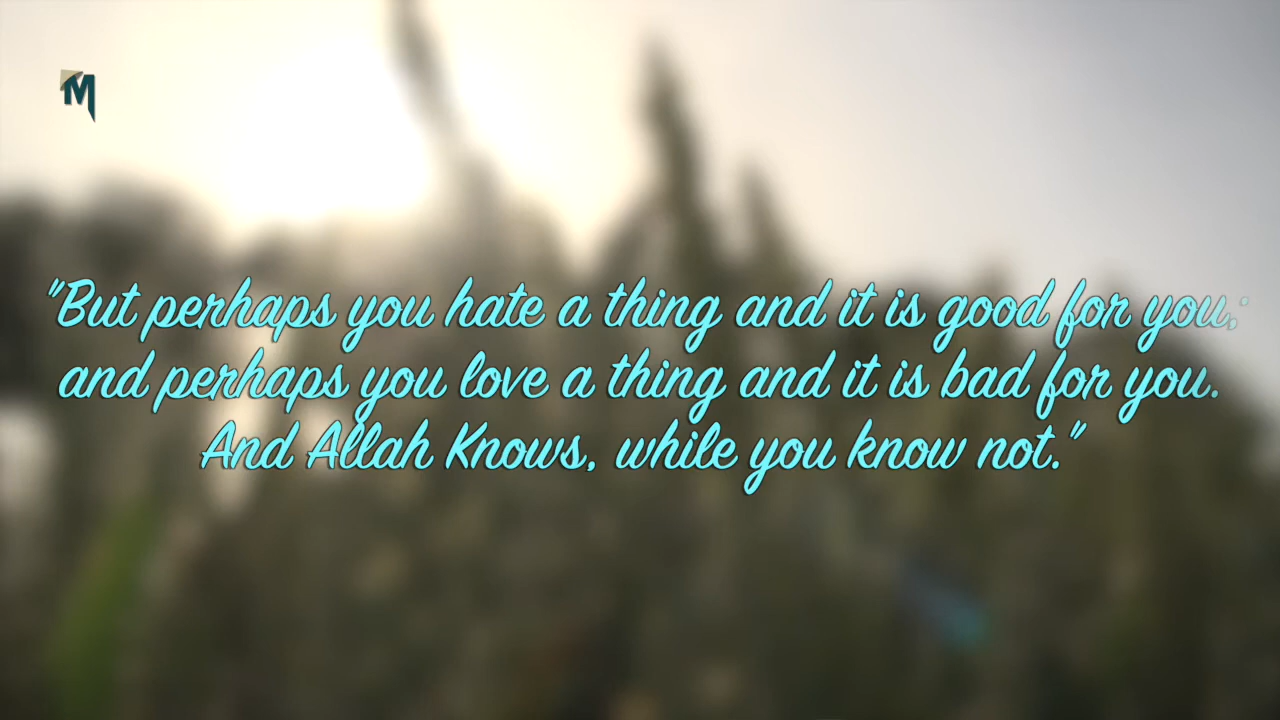 M
"But perhaps you hate a thing and it is good for you;
and perhaps you love a thing and it is bad for you.
And Allah Knows, while you know not."